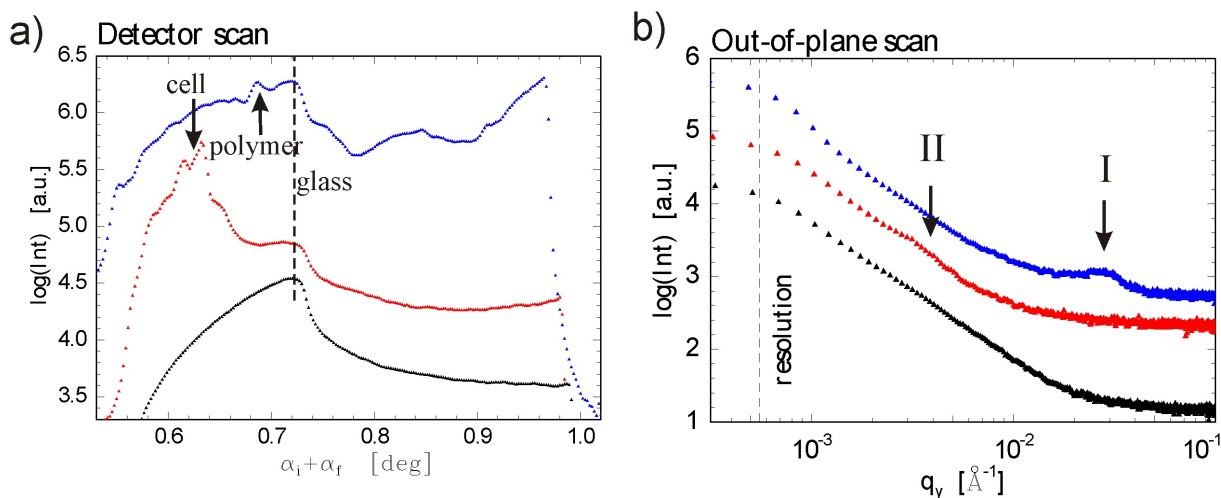 a) Detector scan
6.5
6.0
5.5
5.0
4.5
4.0
3.5
log(Int) [a.u.]
cell
polymer
glass
0.6 0.7 0.8 0.9 1.0
αi+αf [deg]
b) Out-of-plane scan
6
5
4
3
2
1
log(Int) [a.u.]
II
I
resolution
10-3 10-2 10-1
qy [Å-1]